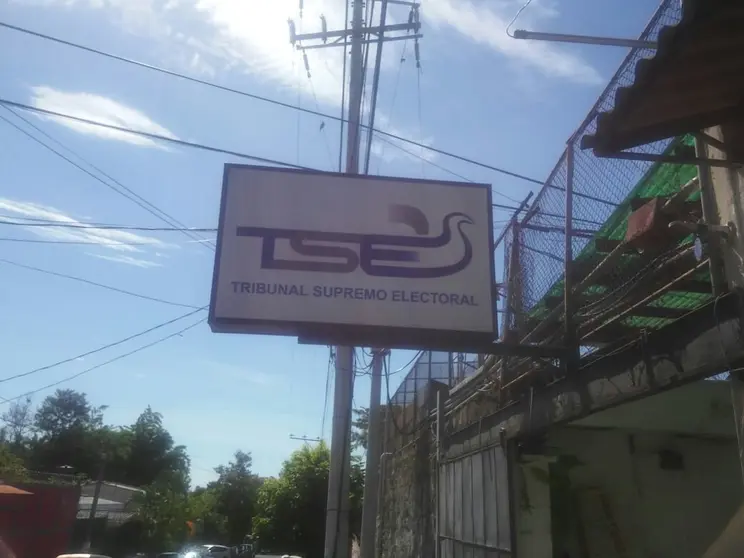 TSE
TRIBUNAL SUPREMO ELECTORAL